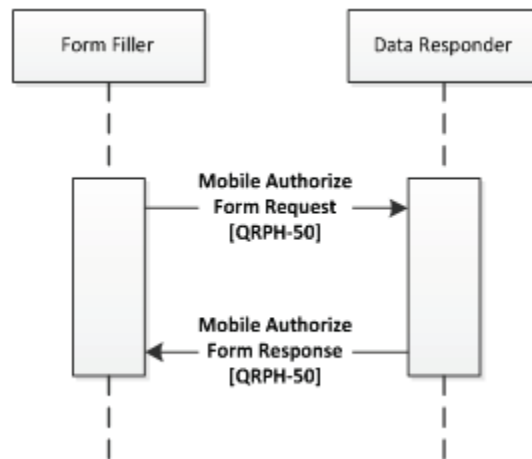 Form Filler
Data Responder
Mobile Authorize
Form Request
[QRPH-50]
Mobile Authorize
Form Response
[QRPH-50]